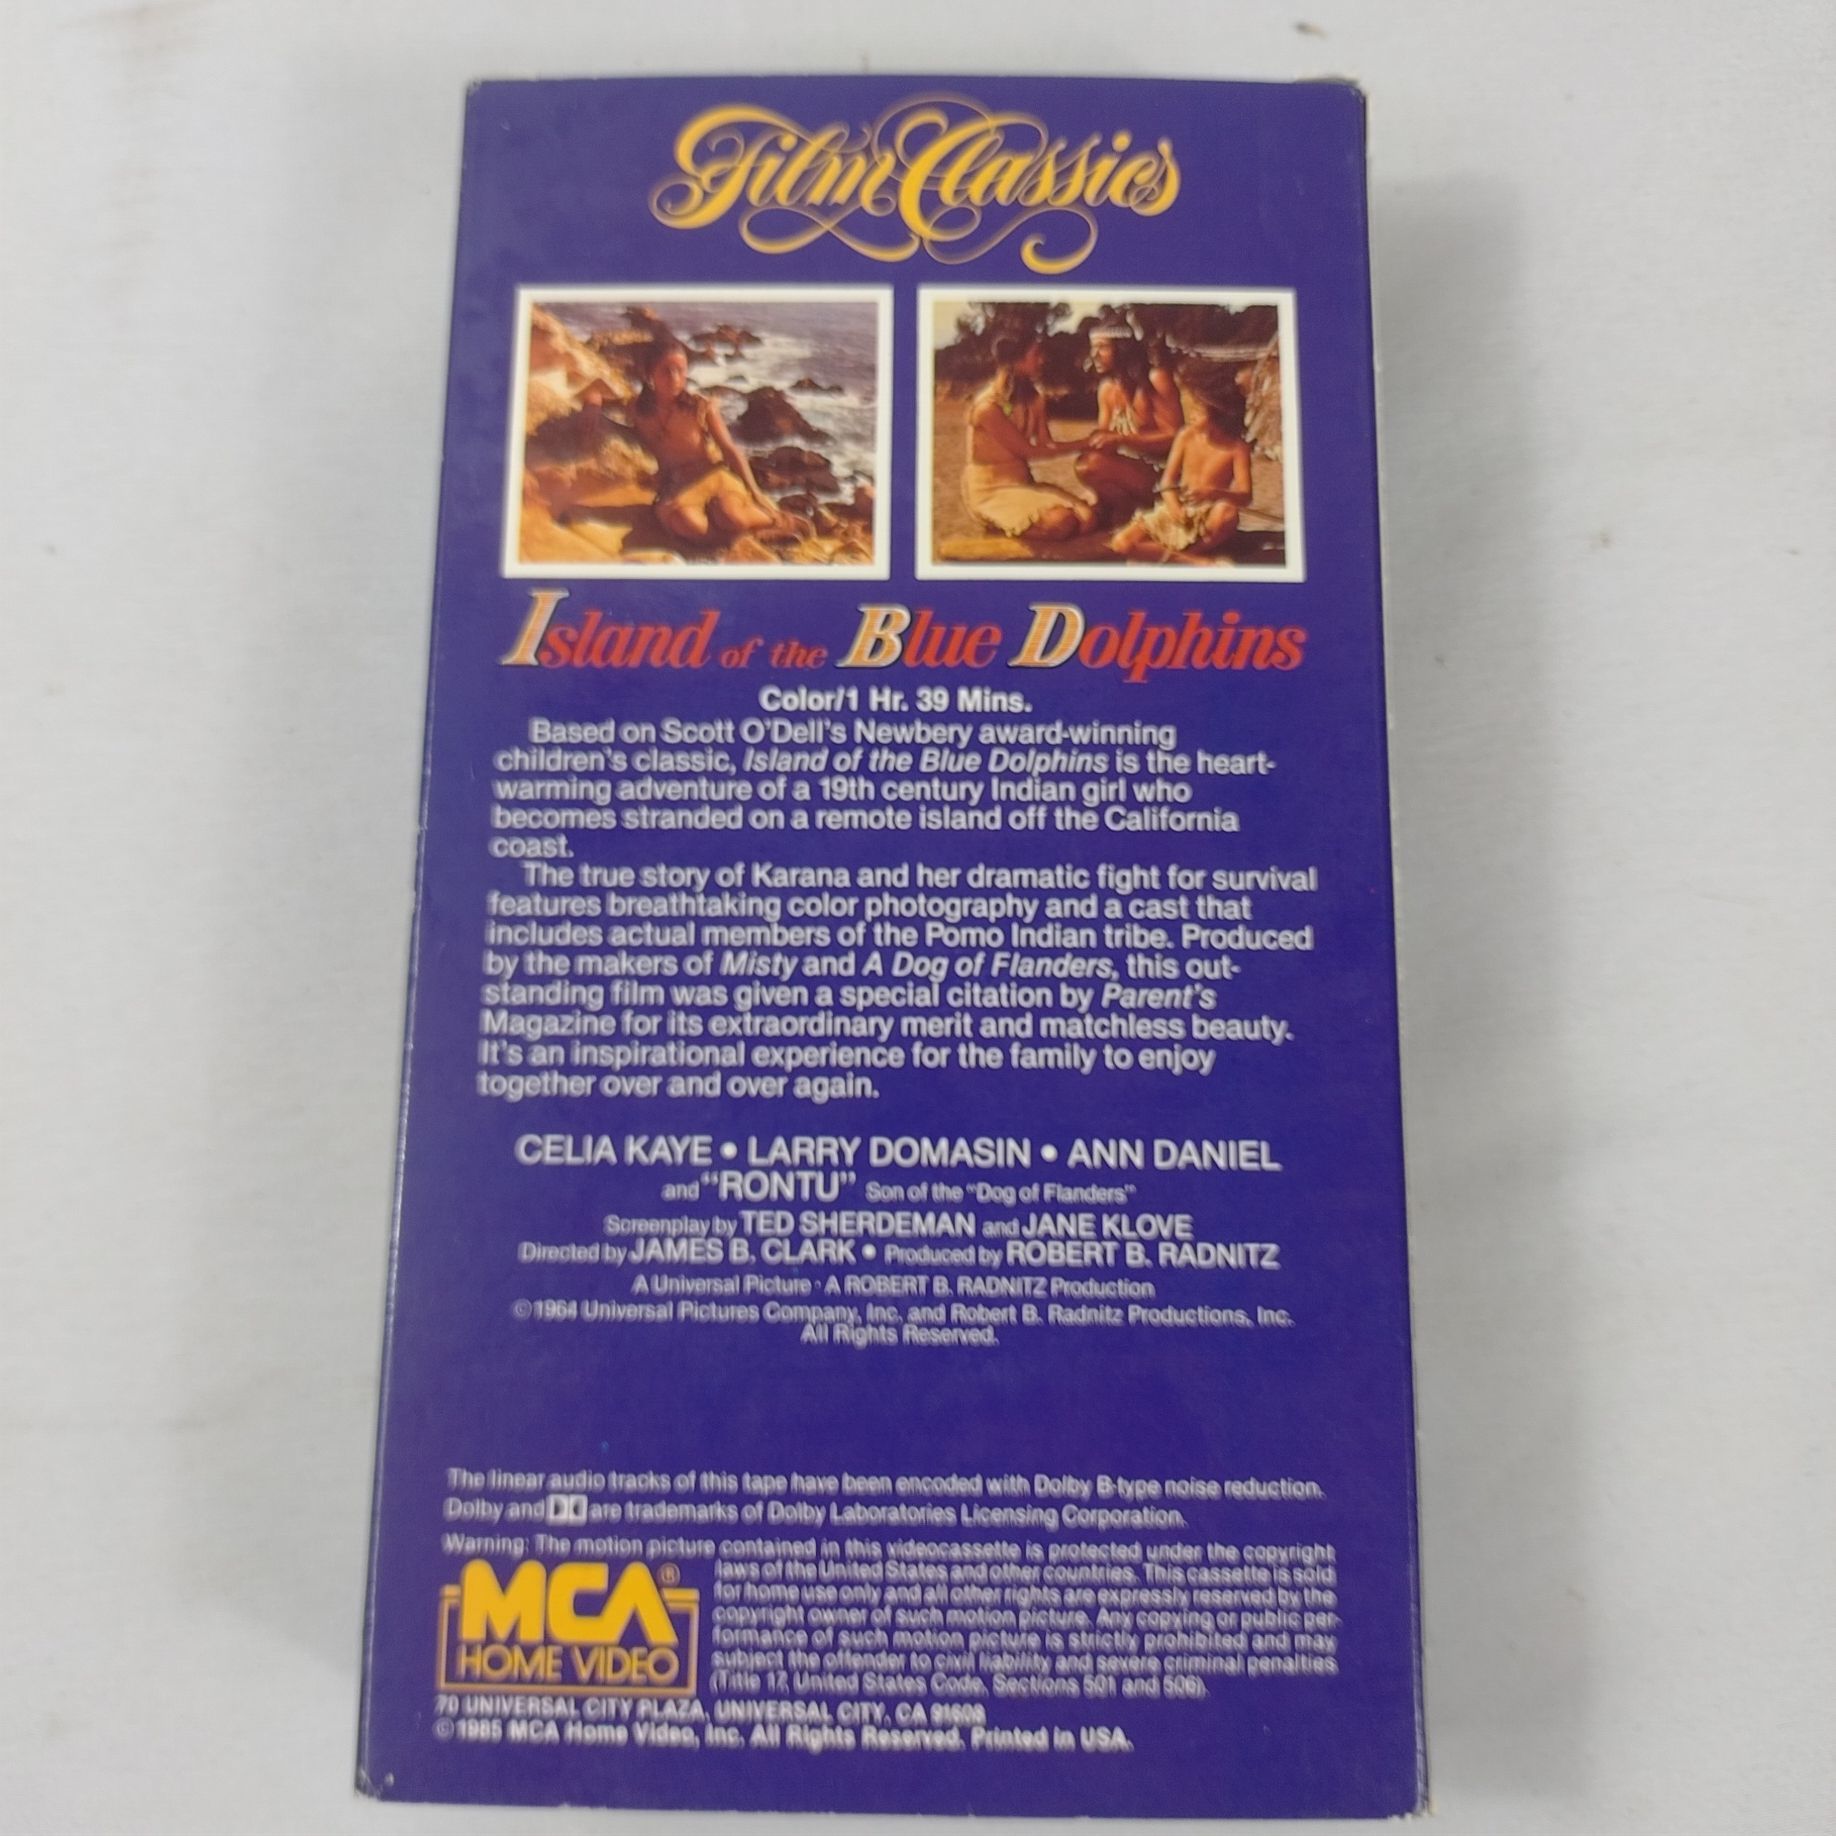 Film Classics
Island of the Blue Dolphins
Color/1 Hr. 39 Mins.
Based on Scott O'Dell's Newbery award-winning
children's classic, Island of the Blue Dolphins is the heart-
warming adventure of a 19th century Indian girl who
becomes stranded on a remote island off the California
coast.
The true story of Karana and her dramatic fight for survival
features breathtaking color photography and a cast that
includes actual members of the Pomo Indian tribe. Produced
by the makers of Misty and A Dog of Flanders, this out-
standing film was given a special citation by Parent's
Magazine for its extraordinary merit and matchless beauty.
It's an inspirational experience for the family to enjoy
together over and over again.
CELIA KAYE • LARRY DOMASIN • ANN DANIEL
and "RONTU" Son of the "Dog of Flanders"
Screenplay by TED SHERDEMAN and JANE KLOVE
Directed by JAMES B. CLARK • Produced by ROBERT B. RADNITZ
A Universal Picture · A ROBERT B. RADNITZ Production
©1964 Universal Pictures Company, Inc. and Robert B. Radnitz Productions, Inc.
All Rights Reserved.
The linear audio tracks of this tape have been encoded with Dolby B-type noise reduction.
Dolby and are trademarks of Dolby Laboratories Licensing Corporation.
Warning: The motion picture contained in this videocassette is protected under the copyright
laws of the United States and other countries. This cassette is sold
for home use only and all other rights are expressly reserved by the
copyright owner of such motion picture. Any copying or public per-
formance of such motion picture is strictly prohibited and may
subject the offender to civil liability and severe criminal penalties
(Title 17, United States Code, Sections 501 and 506).
MCA®
HOME VIDEO
70 UNIVERSAL CITY PLAZA, UNIVERSAL CITY, CA 91608
©1985 MCA Home Video, Inc. All Rights Reserved. Printed in USA.